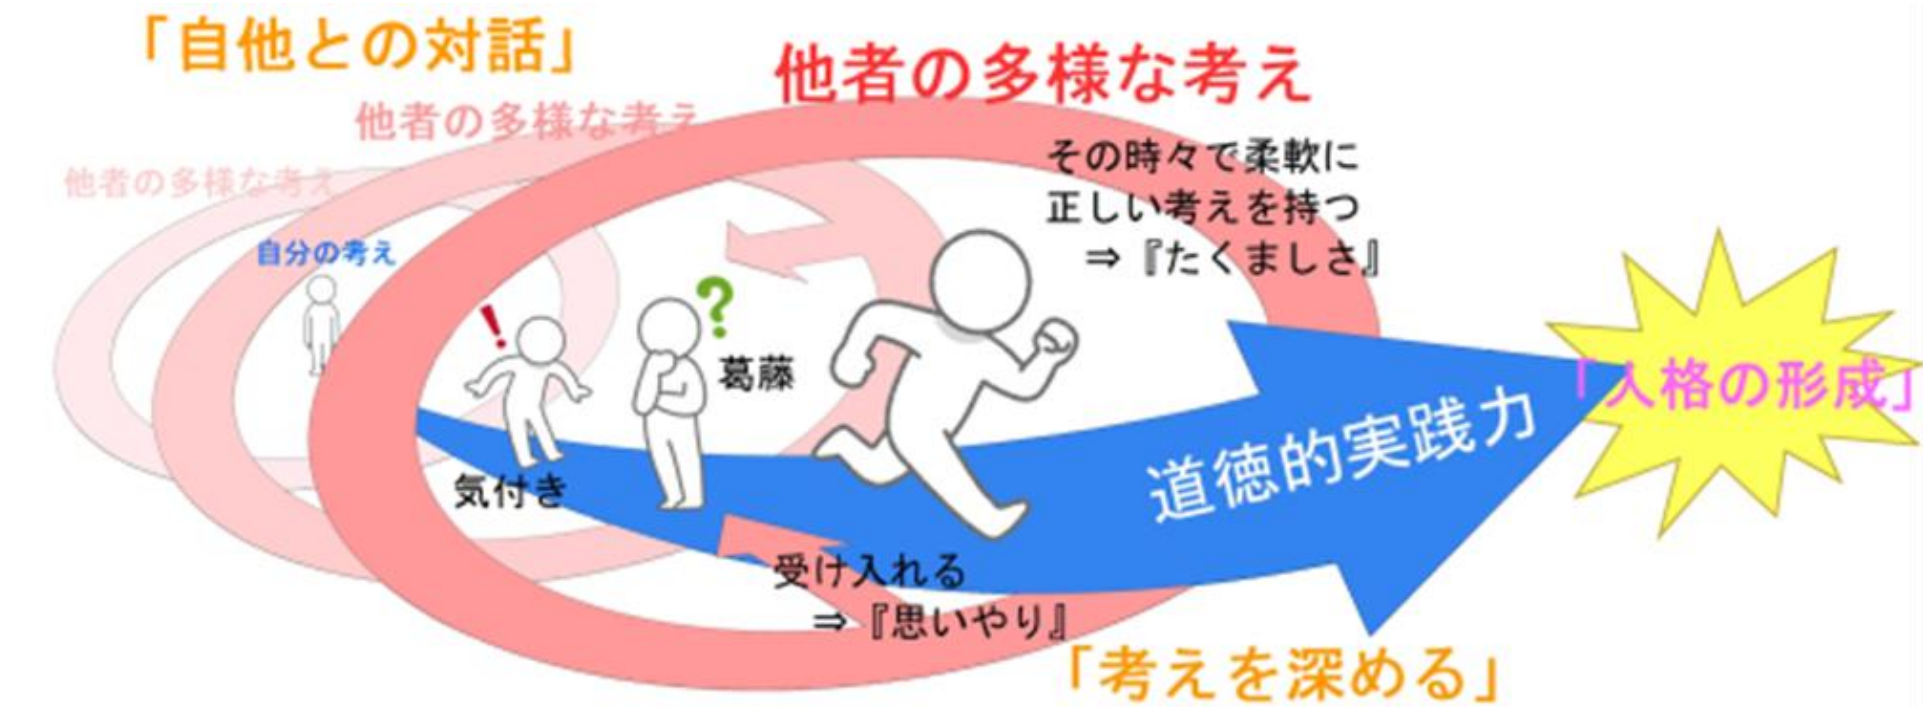 「自他との対話」
他者の多様な考え
他者の多様な考え
他者の多様な考え
自分の考え
その時々で柔軟に
正しい考えを持つ
⇒『たくましさ』
!
?
葛藤
気付き
道徳的実践力
「人格の形成」
受け入れる
⇒『思いやり』
「考えを深める」